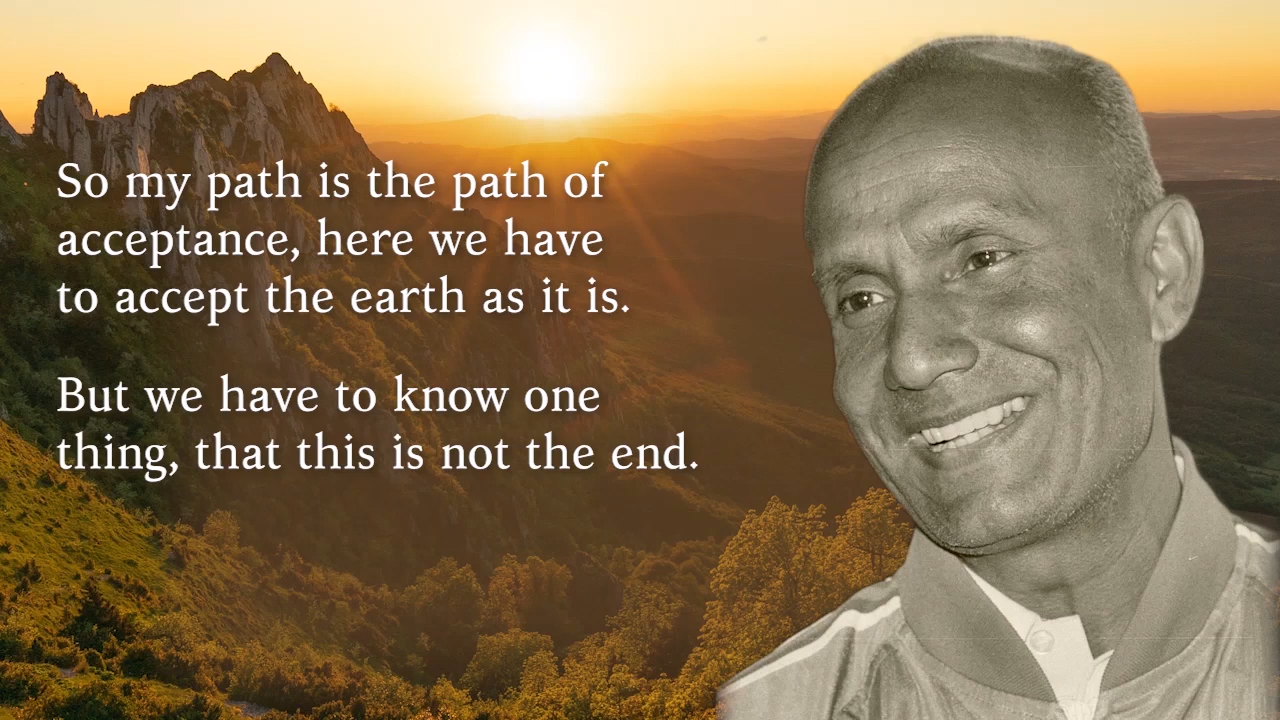 So my path is the path of
acceptance, here we have
to accept the earth as it is.
But we have to know one
thing, that this is not the end.